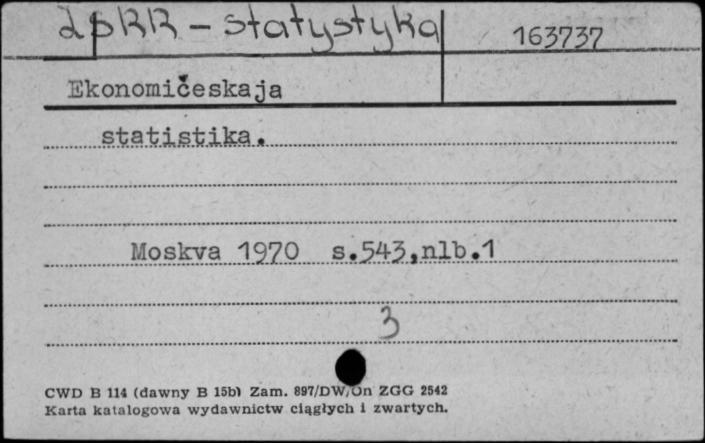 ZSRR - statystyka 163737
Ekonomičeskaja
statistika.
Moskva 1970 s.543,nlb.1
3
CWD B 114 (dawny B 15b) Zam. 897/DW/On ZGG 2542
Karta katalogowa wydawnictw ciągłych i zwartych.